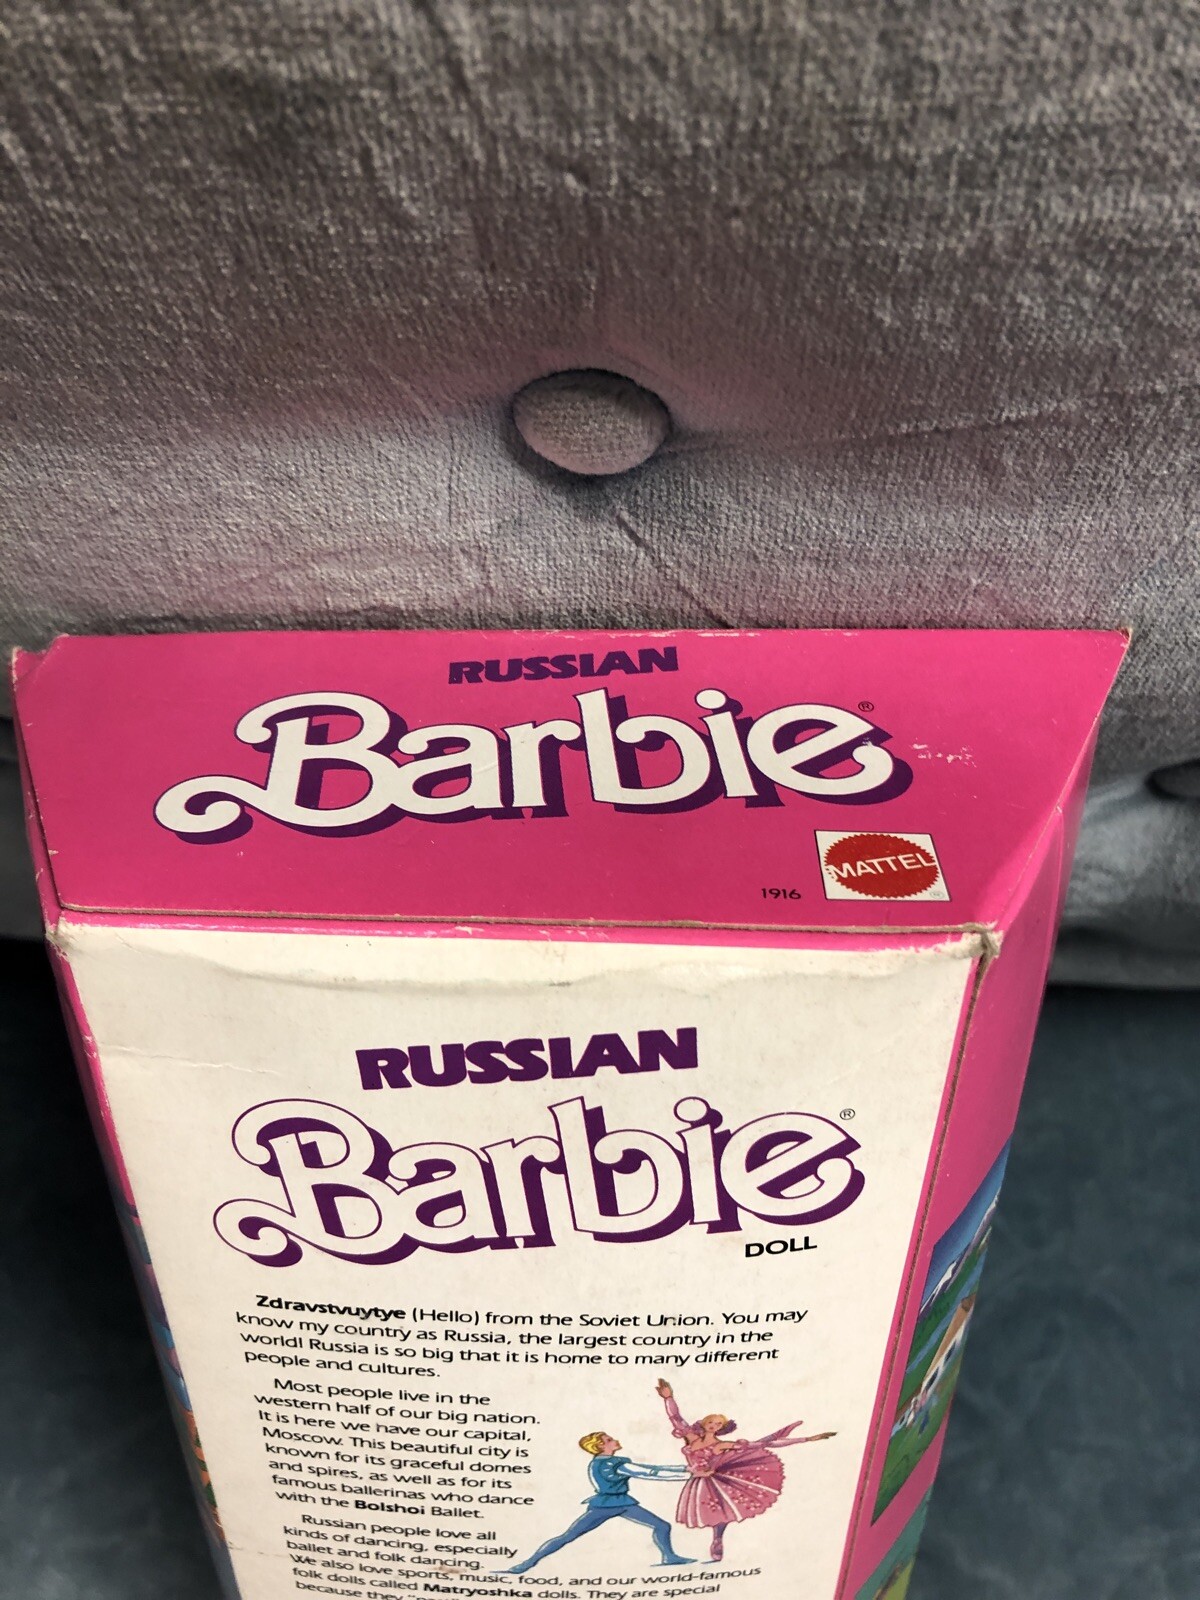 RUSSIAN
Barbie®
MATTEL
1916
RUSSIAN
Barbie®
DOLL
Zdravstvuytye (Hello) from the Soviet Union. You may
know my country as Russia, the largest country in the
world! Russia is so big that it is home to many different
people and cultures.
Most people live in the
western half of our big nation.
It is here we have our capital,
Moscow. This beautiful city is
known for its graceful domes
and spires, as well as for its
famous ballerinas who dance
with the Bolshoi Ballet.
Russian people love all
kinds of dancing, especially
ballet and folk dancing.
We also love sports, music, food, and our world-famous
folk dolls called Matryoshka dolls. They are special
because they